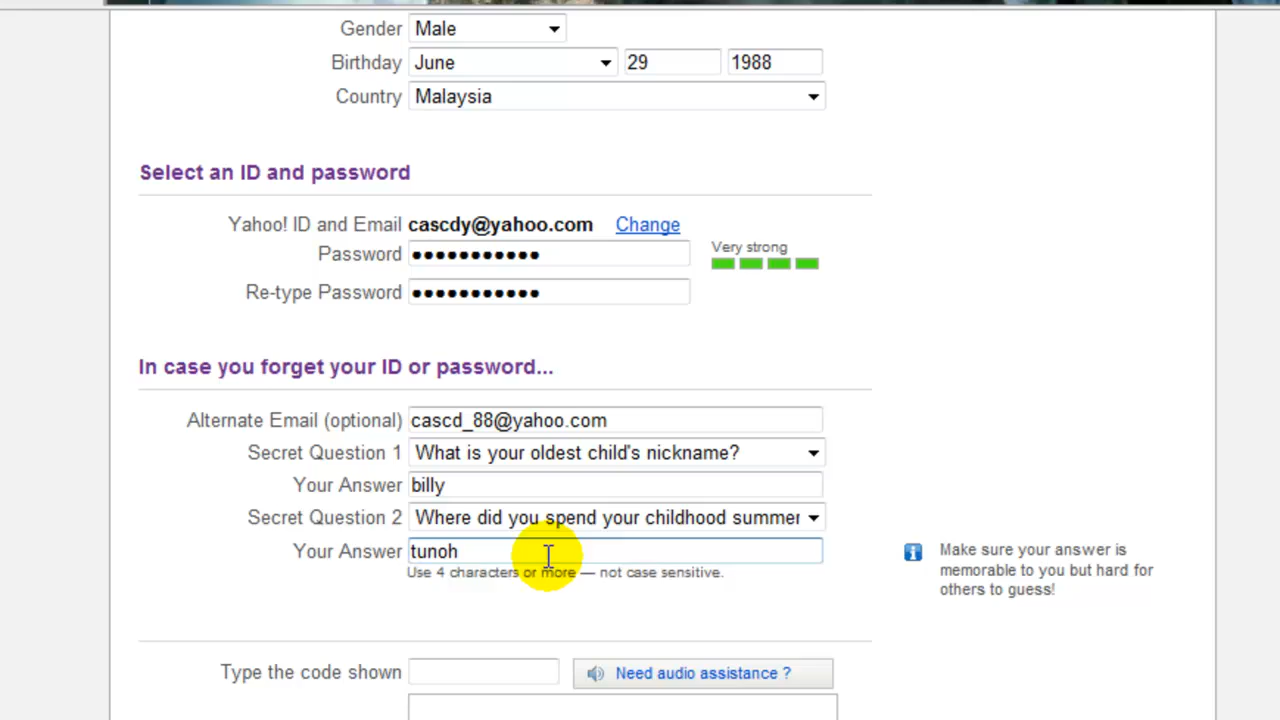 Gender Male
Birthday June 29 1988
Country Malaysia
Select an ID and password
Yahoo! ID and Email cascdy@yahoo.com Change
Very strong
Password •••••••••••
Re-type Password •••••••••••
In case you forget your ID or password...
Alternate Email (optional) cascd_88@yahoo.com
Secret Question 1 What is your oldest child's nickname?
Your Answer billy
Secret Question 2 Where did you spend your childhood summer
Your Answer tunoh
Use 4 characters or more — not case sensitive.
Make sure your answer is
memorable to you but hard for
others to guess!
Type the code shown Need audio assistance ?